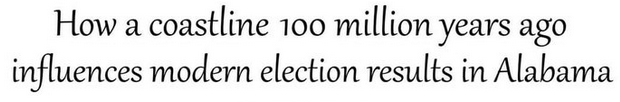 How a coastline 100 million years ago
influences modern election results in Alabama